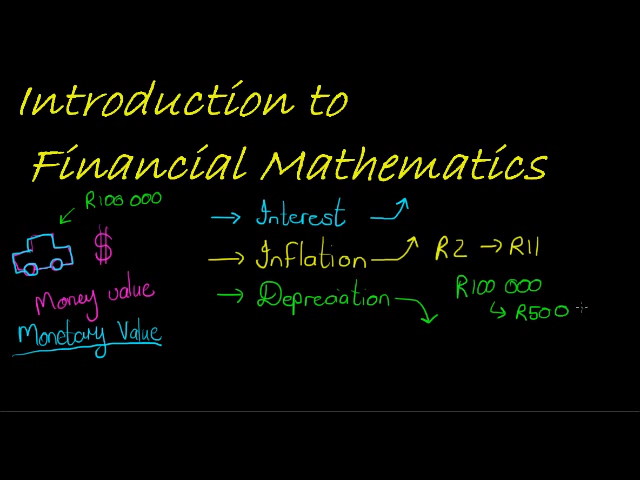 Introduction to
Financial Mathematics
R100 000
$
Money value
Monetary Value
→ Interest
→ Inflation R2 → R11
→ Depreciation R100 000
↳ R500